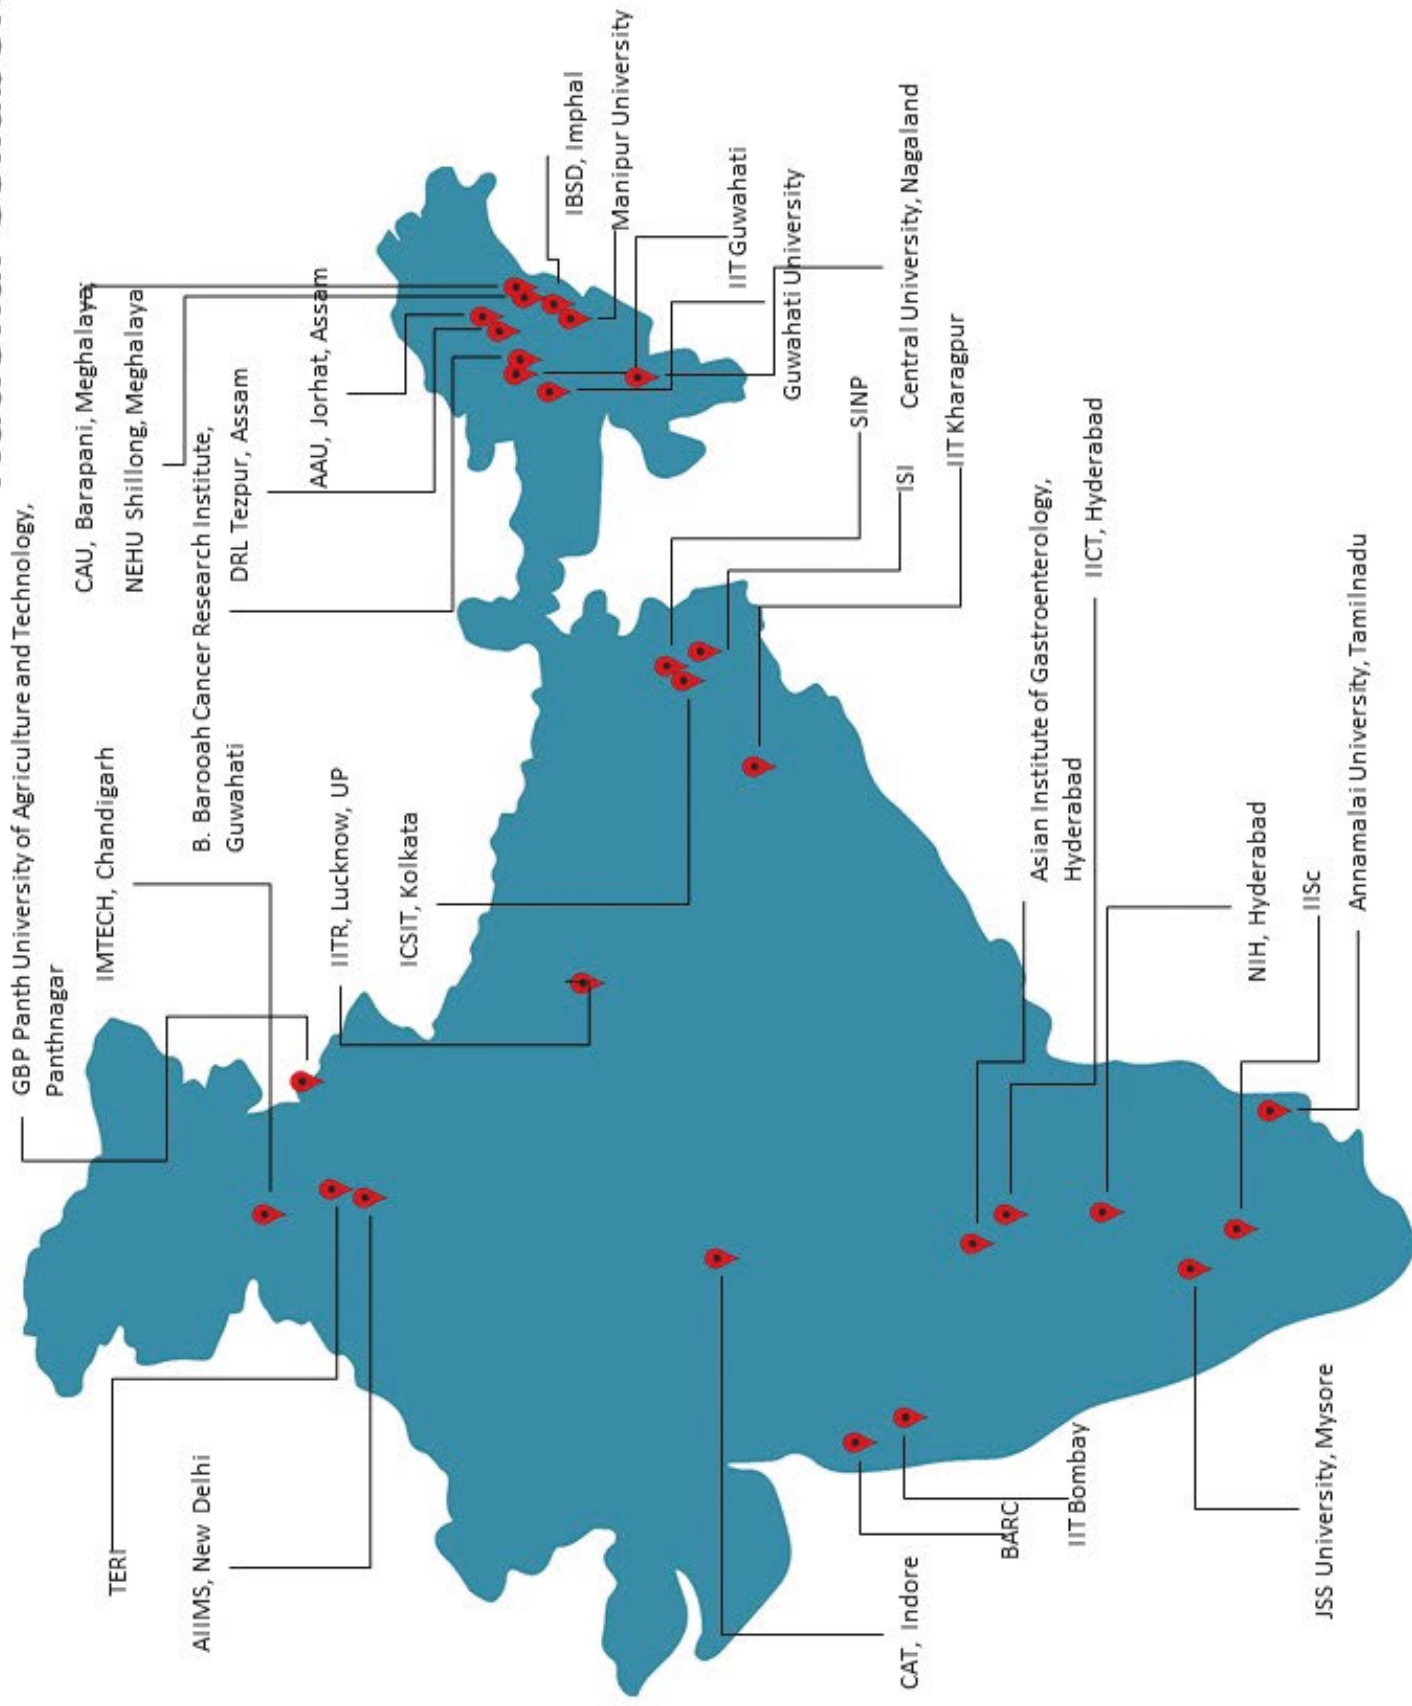 GBP Panth University of Agriculture and Technology,
Panthnagar
IMTECH, Chandigarh
CAU, Barapani, Meghalaya,
NEHU Shillong, Meghalaya
B. Barooah Cancer Research Institute,
Guwahati
DRL Tezpur, Assam
AAU, Jorhat, Assam
IBSD, Imphal
Manipur University
IIT Guwahati
Guwahati University
Central University, Nagaland
TERI
AIIMS, New Delhi
IITR, Lucknow, UP
ICSIT, Kolkata
SINP
ISI
IIT Kharagpur
CAT, Indore
BARC
IIT Bombay
Asian Institute of Gastroenterology,
Hyderabad
IICT, Hyderabad
NIH, Hyderabad
IISc
Annamalai University, Tamilnadu
JSS University, Mysore